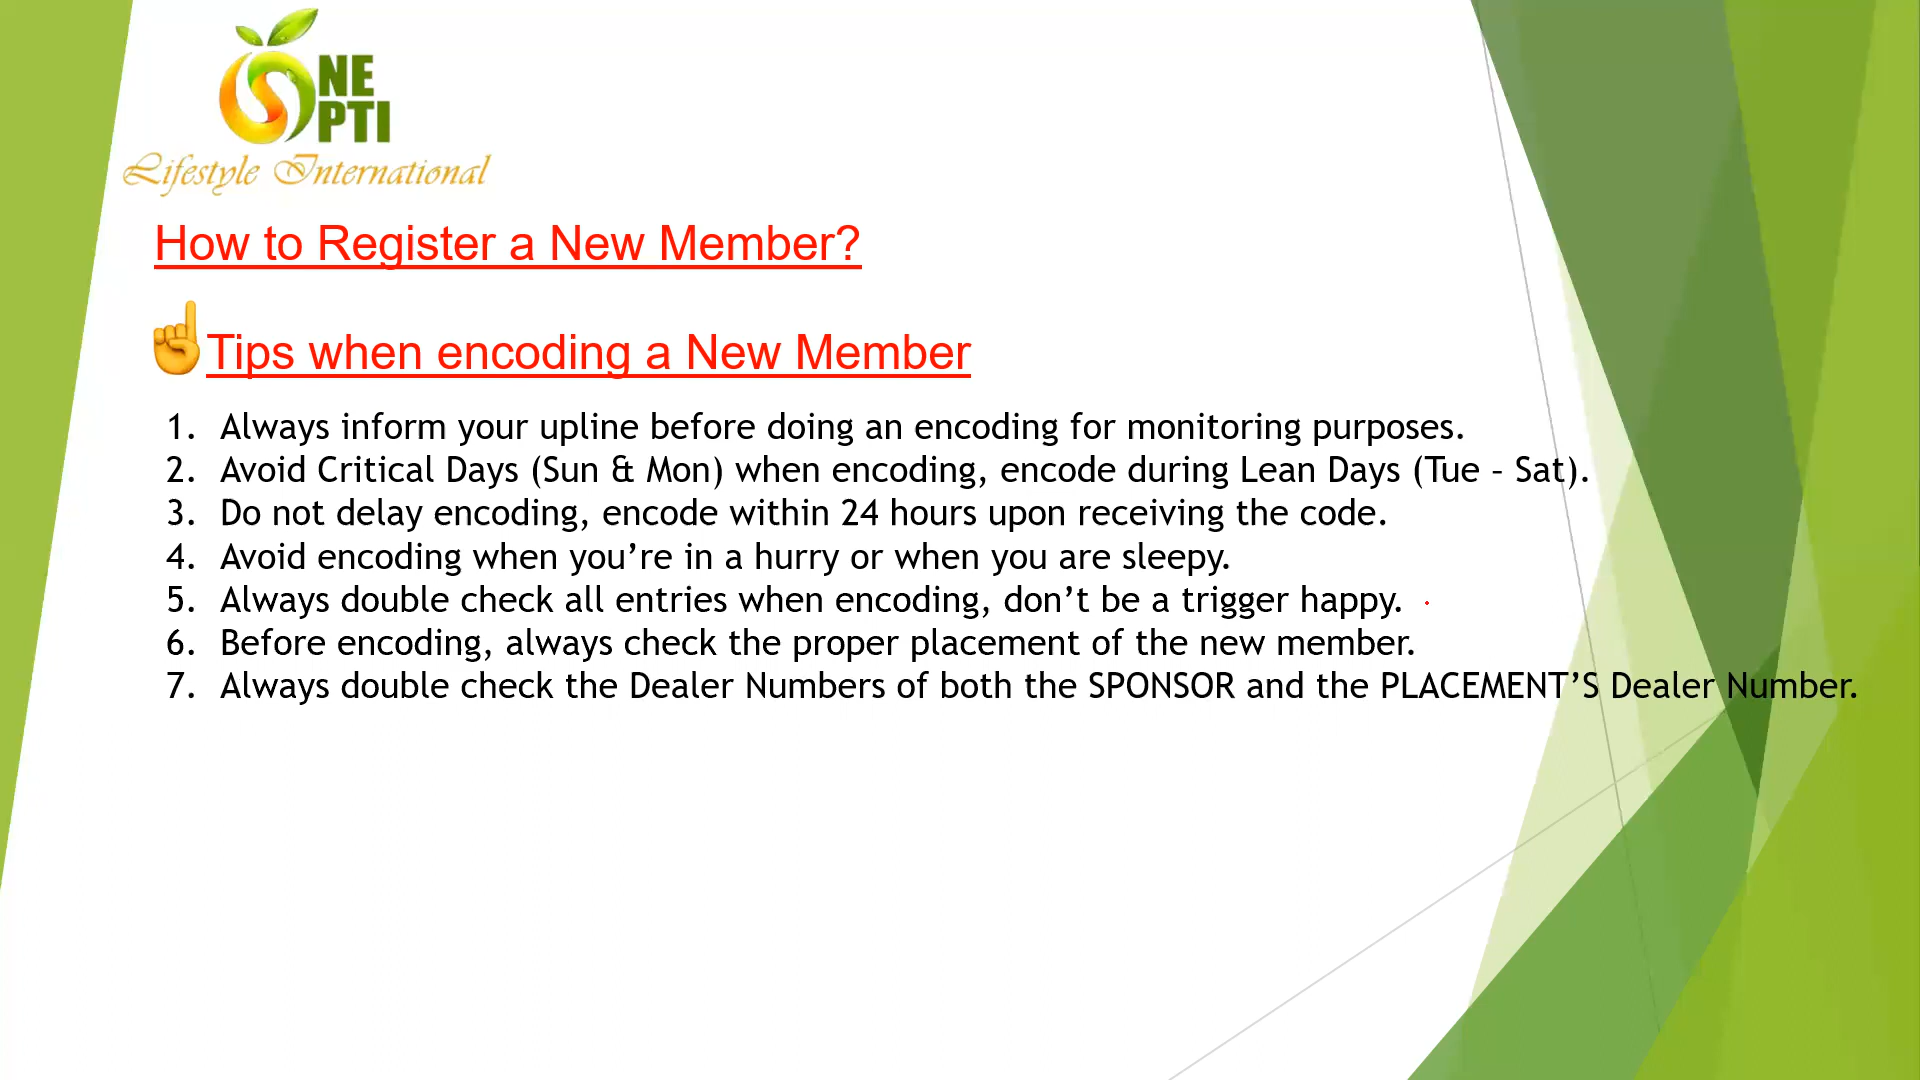 ONE
OPTI
Lifestyle International
How to Register a New Member?
☝Tips when encoding a New Member
1. Always inform your upline before doing an encoding for monitoring purposes.
2. Avoid Critical Days (Sun & Mon) when encoding, encode during Lean Days (Tue – Sat).
3. Do not delay encoding, encode within 24 hours upon receiving the code.
4. Avoid encoding when you’re in a hurry or when you are sleepy.
5. Always double check all entries when encoding, don’t be a trigger happy.
6. Before encoding, always check the proper placement of the new member.
7. Always double check the Dealer Numbers of both the SPONSOR and the PLACEMENT’S Dealer Number.